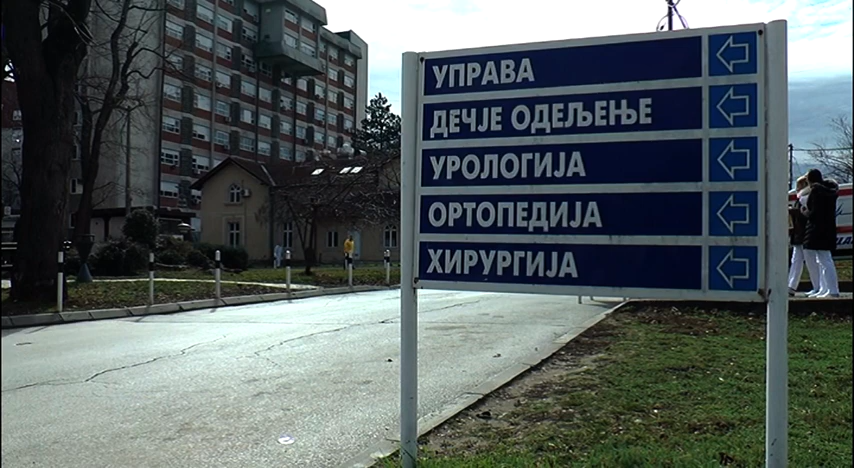 УПРАВА
ДЕЧЈЕ ОДЕЉЕЊЕ
УРОЛОГИЈА
ОРТОПЕДИЈА
ХИРУРГИЈА